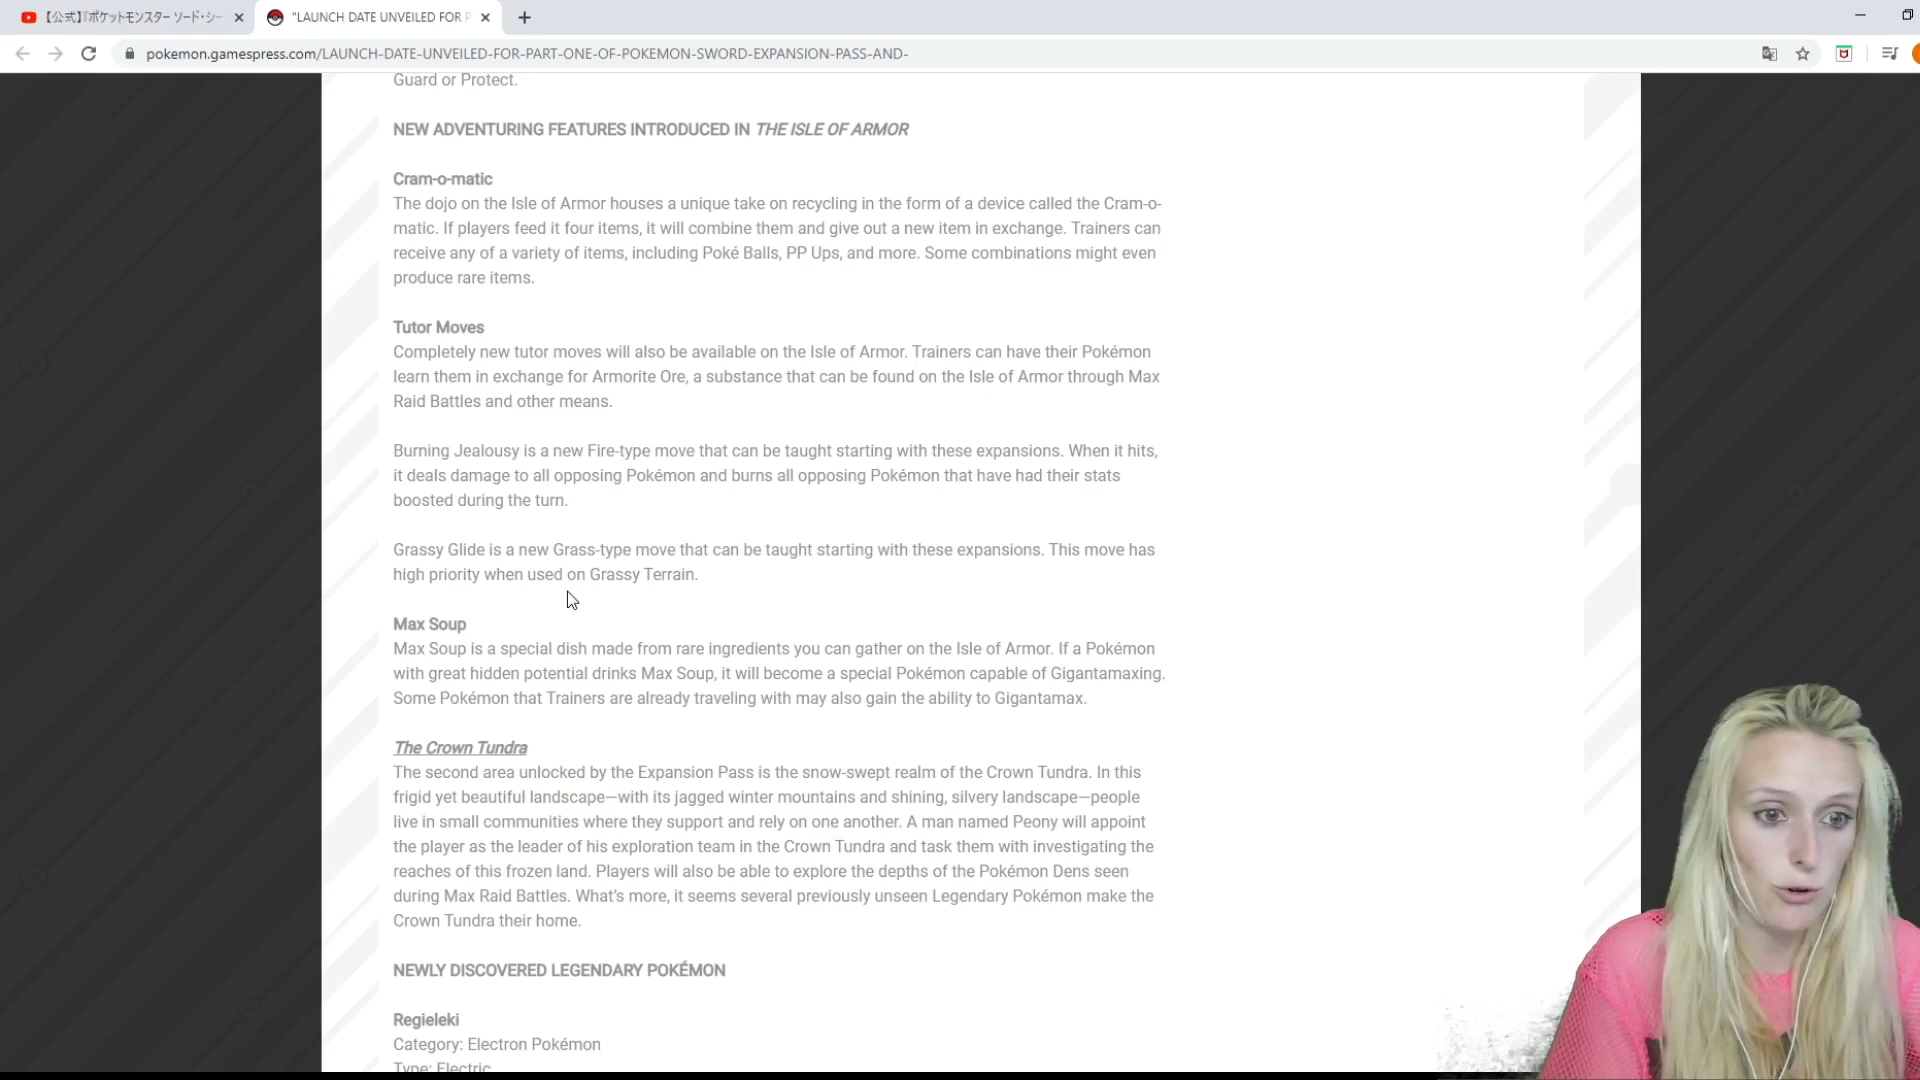 【公式】『ポケットモンスター ソード・シー
"LAUNCH DATE UNVEILED FOR P
pokemon.gamespress.com/LAUNCH-DATE-UNVEILED-FOR-PART-ONE-OF-POKEMON-SWORD-EXPANSION-PASS-AND-
Guard or Protect.
NEW ADVENTURING FEATURES INTRODUCED IN THE ISLE OF ARMOR
Cram-o-matic
The dojo on the Isle of Armor houses a unique take on recycling in the form of a device called the Cram-o-
matic. If players feed it four items, it will combine them and give out a new item in exchange. Trainers can
receive any of a variety of items, including Poké Balls, PP Ups, and more. Some combinations might even
produce rare items.
Tutor Moves
Completely new tutor moves will also be available on the Isle of Armor. Trainers can have their Pokémon
learn them in exchange for Armorite Ore, a substance that can be found on the Isle of Armor through Max
Raid Battles and other means.
Burning Jealousy is a new Fire-type move that can be taught starting with these expansions. When it hits,
it deals damage to all opposing Pokémon and burns all opposing Pokémon that have had their stats
boosted during the turn.
Grassy Glide is a new Grass-type move that can be taught starting with these expansions. This move has
high priority when used on Grassy Terrain.
Max Soup
Max Soup is a special dish made from rare ingredients you can gather on the Isle of Armor. If a Pokémon
with great hidden potential drinks Max Soup, it will become a special Pokémon capable of Gigantamaxing.
Some Pokémon that Trainers are already traveling with may also gain the ability to Gigantamax.
The Crown Tundra
The second area unlocked by the Expansion Pass is the snow-swept realm of the Crown Tundra. In this
frigid yet beautiful landscape—with its jagged winter mountains and shining, silvery landscape—people
live in small communities where they support and rely on one another. A man named Peony will appoint
the player as the leader of his exploration team in the Crown Tundra and task them with investigating the
reaches of this frozen land. Players will also be able to explore the depths of the Pokémon Dens seen
during Max Raid Battles. What's more, it seems several previously unseen Legendary Pokémon make the
Crown Tundra their home.
NEWLY DISCOVERED LEGENDARY POKÉMON
Regieleki
Category: Electron Pokémon
Type: Electric